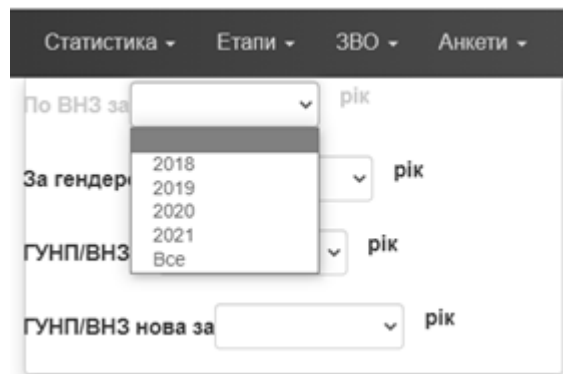 Статистика Етапи ЗВО Анкети
По ВНЗ за рік
2018
За гендер рік
2019
2020
ГУНП/ВНЗ рік
2021
Все
ГУНП/ВНЗ нова за рік